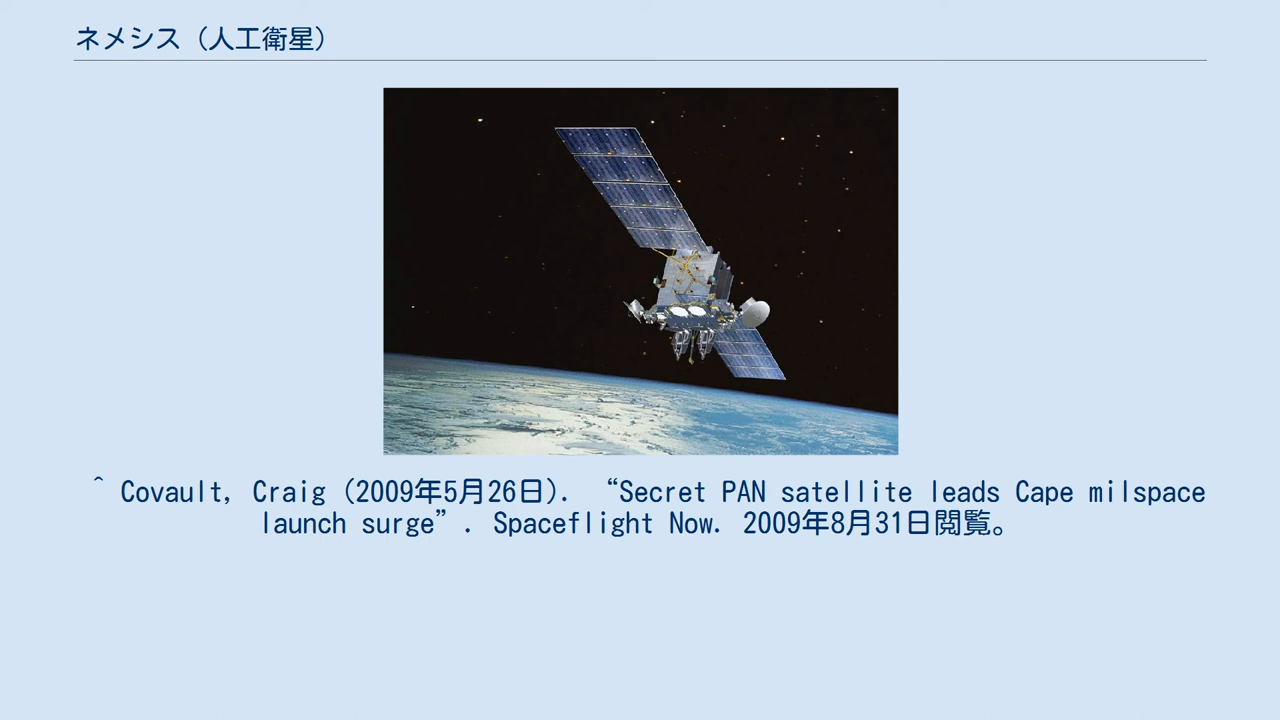 ネメシス（人工衛星）
^ Covault, Craig (2009年5月26日). “Secret PAN satellite leads Cape milspace
launch surge”. Spaceflight Now. 2009年8月31日閲覧。